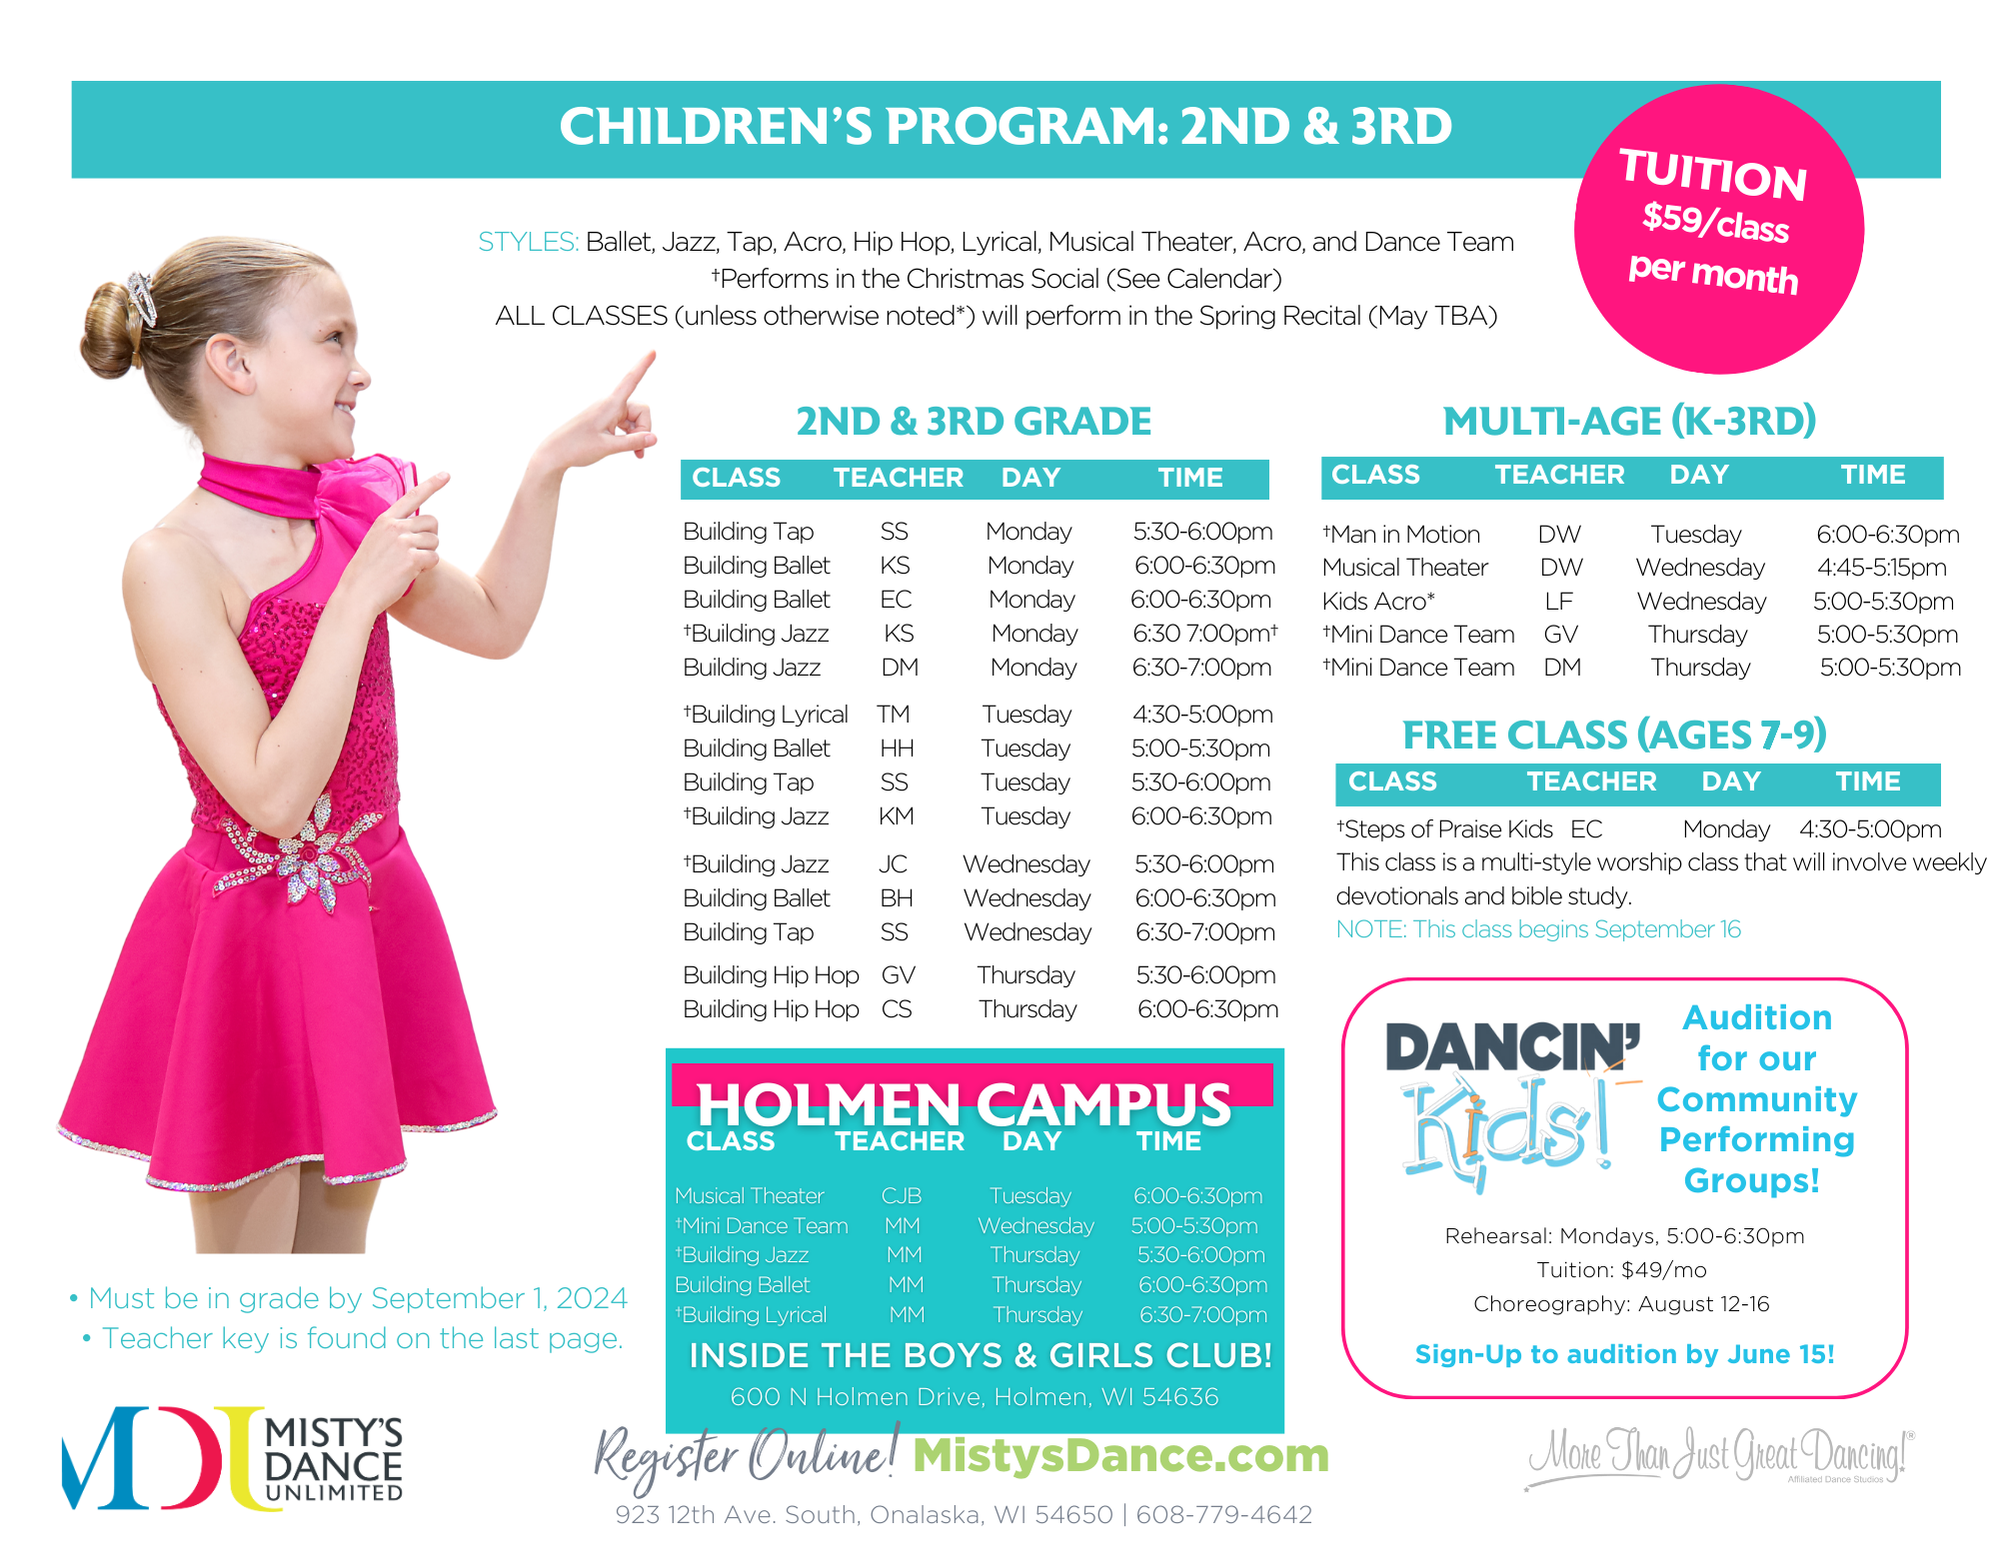 CHILDREN'S PROGRAM: 2ND & 3RD
TUITION
$59/class
per month
STYLES: Ballet, Jazz, Tap, Acro, Hip Hop, Lyrical, Musical Theater, Acro, and Dance Team
†Performs in the Christmas Social (See Calendar)
ALL CLASSES (unless otherwise noted*) will perform in the Spring Recital (May TBA)
2ND & 3RD GRADE
CLASS TEACHER DAY TIME
Building Tap SS Monday 5:30-6:00pm
Building Ballet KS Monday 6:00-6:30pm
Building Ballet EC Monday 6:00-6:30pm
†Building Jazz KS Monday 6:30 7:00pm†
Building Jazz DM Monday 6:30-7:00pm
†Building Lyrical TM Tuesday 4:30-5:00pm
Building Ballet HH Tuesday 5:00-5:30pm
Building Tap SS Tuesday 5:30-6:00pm
†Building Jazz KM Tuesday 6:00-6:30pm
†Building Jazz JC Wednesday 5:30-6:00pm
Building Ballet BH Wednesday 6:00-6:30pm
Building Tap SS Wednesday 6:30-7:00pm
Building Hip Hop GV Thursday 5:30-6:00pm
Building Hip Hop CS Thursday 6:00-6:30pm
MULTI-AGE (K-3RD)
CLASS TEACHER DAY TIME
†Man in Motion DW Tuesday 6:00-6:30pm
Musical Theater DW Wednesday 4:45-5:15pm
Kids Acro* LF Wednesday 5:00-5:30pm
†Mini Dance Team GV Thursday 5:00-5:30pm
†Mini Dance Team DM Thursday 5:00-5:30pm
FREE CLASS (AGES 7-9)
CLASS TEACHER DAY TIME
†Steps of Praise Kids EC Monday 4:30-5:00pm
This class is a multi-style worship class that will involve weekly
devotionals and bible study.
NOTE: This class begins September 16
HOLMEN CAMPUS
CLASS TEACHER DAY TIME
Musical Theater CJB Tuesday 6:00-6:30pm
†Mini Dance Team MM Wednesday 5:00-5:30pm
†Building Jazz MM Thursday 5:30-6:00pm
Building Ballet MM Thursday 6:00-6:30pm
†Building Lyrical MM Thursday 6:30-7:00pm
INSIDE THE BOYS & GIRLS CLUB!
600 N Holmen Drive, Holmen, WI 54636
DANCIN'
Kids!
Audition
for our
Community
Performing
Groups!
Rehearsal: Mondays, 5:00-6:30pm
Tuition: $49/mo
Choreography: August 12-16
Sign-Up to audition by June 15!
• Must be in grade by September 1, 2024
• Teacher key is found on the last page.
MDU
MISTY'S
DANCE
UNLIMITED
Register Online! MistysDance.com
923 12th Ave. South, Onalaska, WI 54650 | 608-779-4642
More Than Just Great Dancing!®
Affiliated Dance Studios